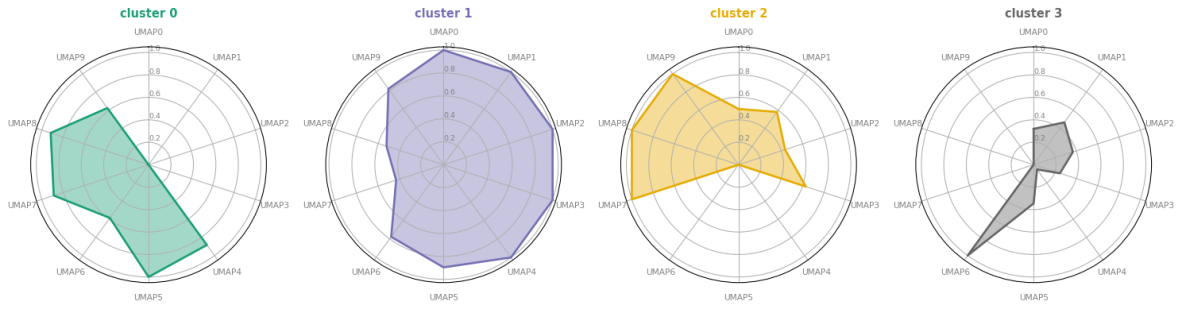 cluster 0
UMAP0
UMAP1
UMAP2
UMAP3
UMAP4
UMAP5
UMAP6
UMAP7
UMAP8
UMAP9
0.2
0.4
0.6
0.8
1.0
cluster 1
UMAP0
UMAP1
UMAP2
UMAP3
UMAP4
UMAP5
UMAP6
UMAP7
UMAP8
UMAP9
0.2
0.4
0.6
0.8
1.0
cluster 2
UMAP0
UMAP1
UMAP2
UMAP3
UMAP4
UMAP5
UMAP6
UMAP7
UMAP8
UMAP9
0.2
0.4
0.6
0.8
1.0
cluster 3
UMAP0
UMAP1
UMAP2
UMAP3
UMAP4
UMAP5
UMAP6
UMAP7
UMAP8
UMAP9
0.2
0.4
0.6
0.8
1.0